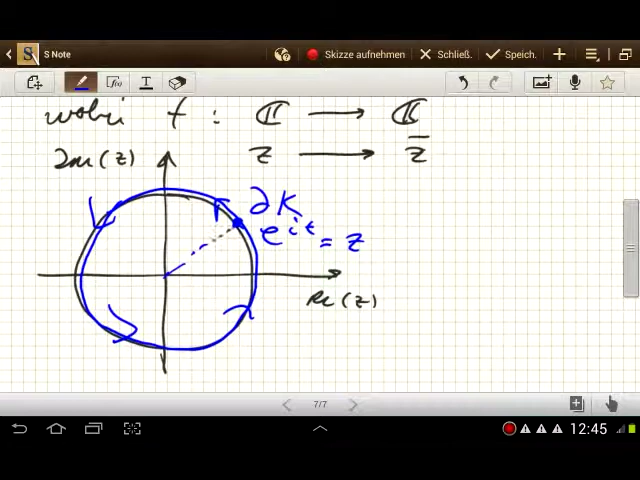 S Note
Skizze aufnehmen
Schließ.
Speich.
f(x)
T
wobei f : ℂ ⟶ ℂ
Im(z) z ⟶ z̅
∂K
e^{it} = z
Re(z)
7/7
12:45